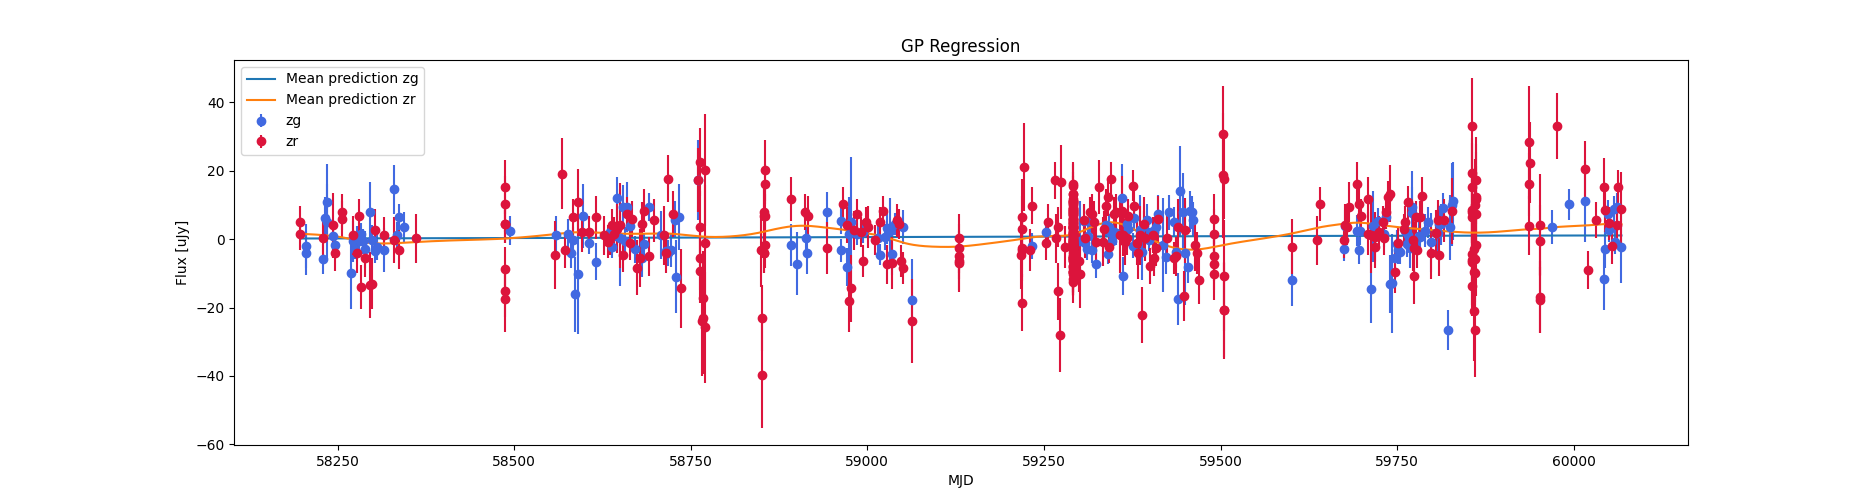 GP Regression
Mean prediction zg
Mean prediction zr
zg
zr
Flux [uJy]
40
20
0
−20
−40
−60
58250
58500
58750
59000
59250
59500
59750
60000
MJD